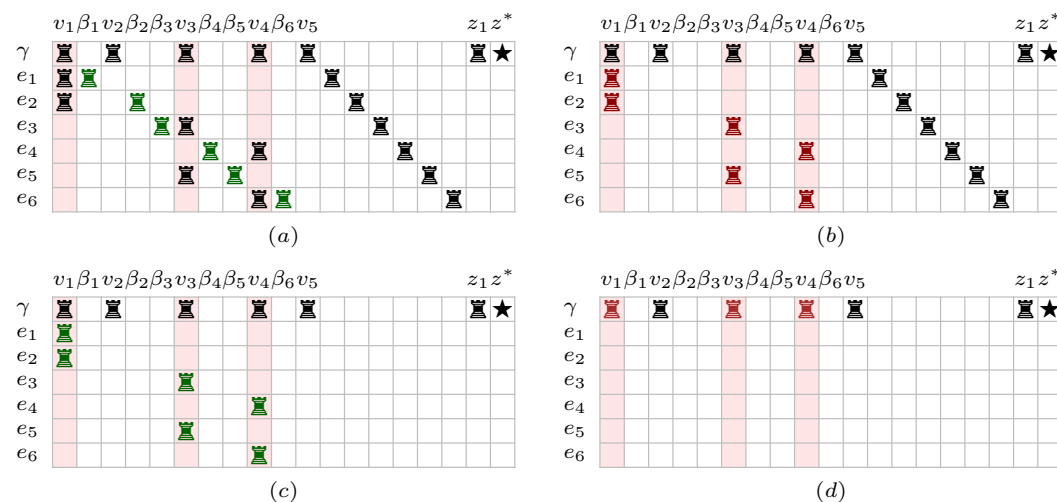 v₁ β₁ v₂ β₂ β₃ v₃ β₄ β₅ v₄ β₆ v₅ z₁ z*
γ
e₁
e₂
e₃
e₄
e₅
e₆
(a)
v₁ β₁ v₂ β₂ β₃ v₃ β₄ β₅ v₄ β₆ v₅ z₁ z*
γ
e₁
e₂
e₃
e₄
e₅
e₆
(b)
v₁ β₁ v₂ β₂ β₃ v₃ β₄ β₅ v₄ β₆ v₅ z₁ z*
γ
e₁
e₂
e₃
e₄
e₅
e₆
(c)
v₁ β₁ v₂ β₂ β₃ v₃ β₄ β₅ v₄ β₆ v₅ z₁ z*
γ
e₁
e₂
e₃
e₄
e₅
e₆
(d)